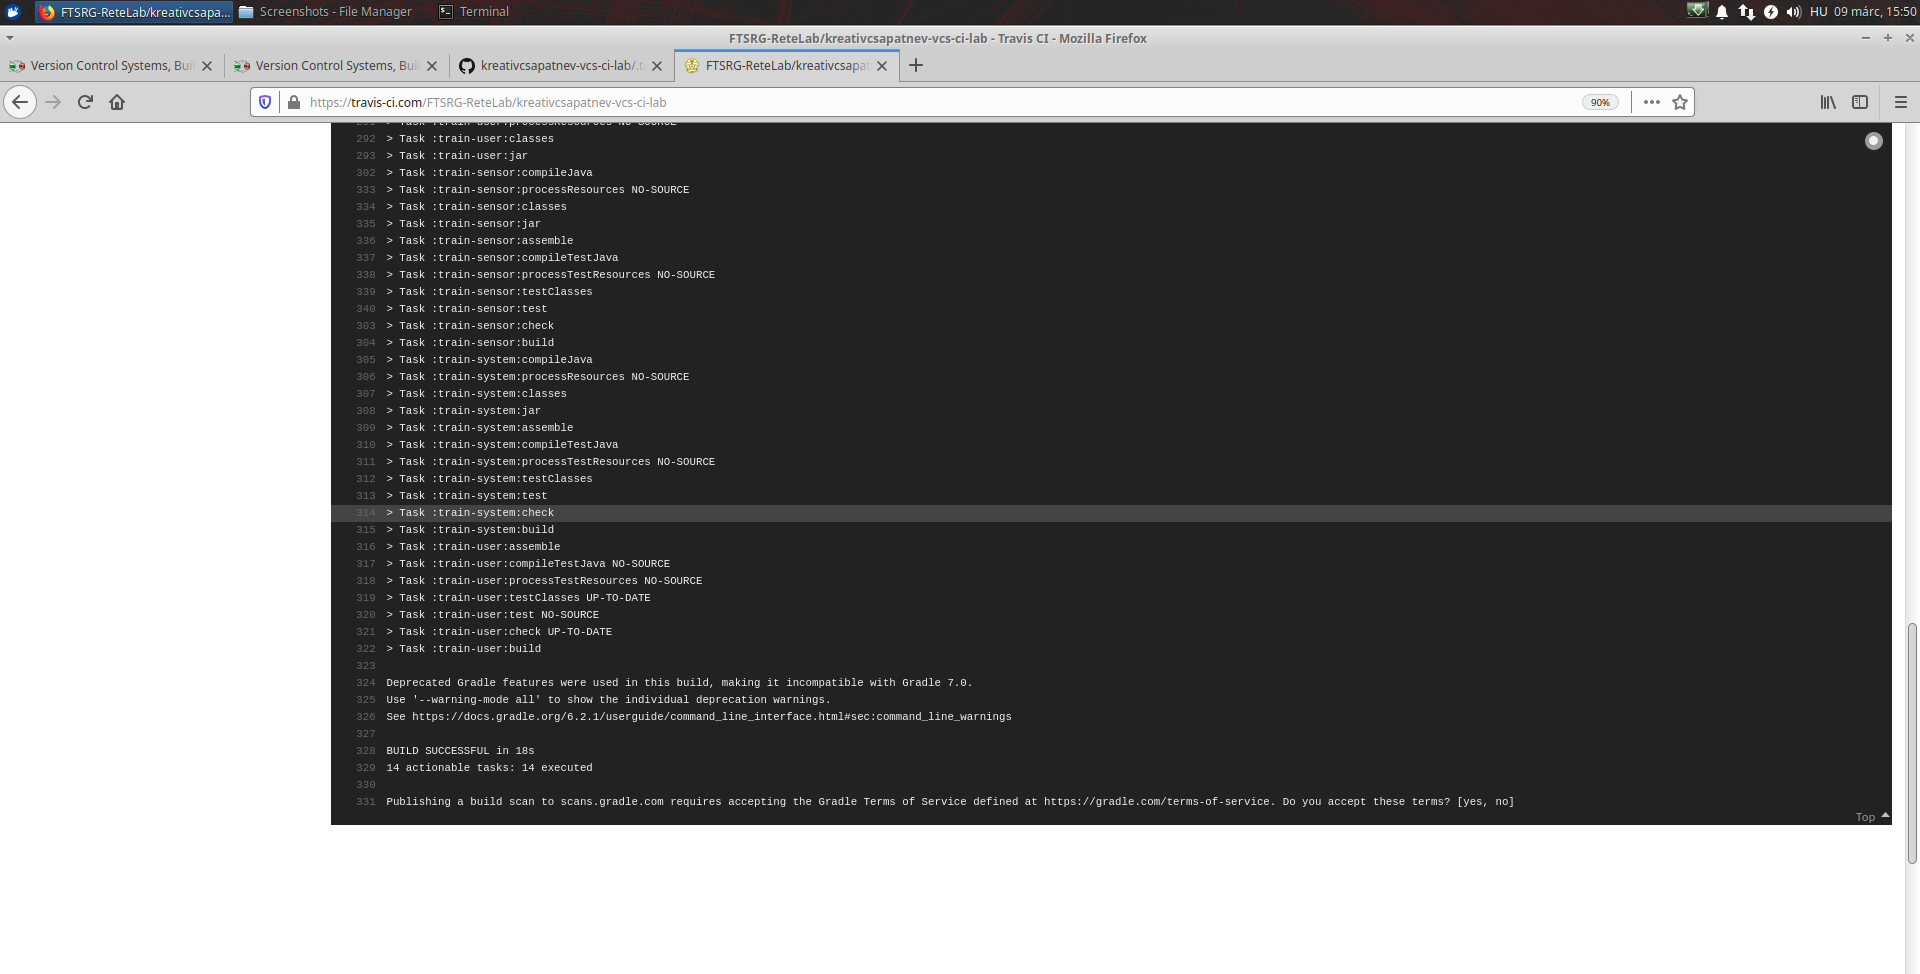 FTSRG-ReteLab/kreativcsapa...
Screenshots - File Manager
Terminal
HU
09 márc, 15:50
FTSRG-ReteLab/kreativcsapatnev-vcs-ci-lab - Travis CI - Mozilla Firefox
Version Control Systems, Bui
Version Control Systems, Bui
kreativcsapatnev-vcs-ci-lab/.t
FTSRG-ReteLab/kreativcsapat
https://travis-ci.com/FTSRG-ReteLab/kreativcsapatnev-vcs-ci-lab
90%
291 > Task :train-user:processResources NO-SOURCE
292 > Task :train-user:classes
293 > Task :train-user:jar
302 > Task :train-sensor:compileJava
333 > Task :train-sensor:processResources NO-SOURCE
334 > Task :train-sensor:classes
335 > Task :train-sensor:jar
336 > Task :train-sensor:assemble
337 > Task :train-sensor:compileTestJava
338 > Task :train-sensor:processTestResources NO-SOURCE
339 > Task :train-sensor:testClasses
340 > Task :train-sensor:test
303 > Task :train-sensor:check
304 > Task :train-sensor:build
305 > Task :train-system:compileJava
306 > Task :train-system:processResources NO-SOURCE
307 > Task :train-system:classes
308 > Task :train-system:jar
309 > Task :train-system:assemble
310 > Task :train-system:compileTestJava
311 > Task :train-system:processTestResources NO-SOURCE
312 > Task :train-system:testClasses
313 > Task :train-system:test
314 > Task :train-system:check
315 > Task :train-system:build
316 > Task :train-user:assemble
317 > Task :train-user:compileTestJava NO-SOURCE
318 > Task :train-user:processTestResources NO-SOURCE
319 > Task :train-user:testClasses UP-TO-DATE
320 > Task :train-user:test NO-SOURCE
321 > Task :train-user:check UP-TO-DATE
322 > Task :train-user:build
323
324 Deprecated Gradle features were used in this build, making it incompatible with Gradle 7.0.
325 Use '--warning-mode all' to show the individual deprecation warnings.
326 See https://docs.gradle.org/6.2.1/userguide/command_line_interface.html#sec:command_line_warnings
327
328 BUILD SUCCESSFUL in 18s
329 14 actionable tasks: 14 executed
330
331 Publishing a build scan to scans.gradle.com requires accepting the Gradle Terms of Service defined at https://gradle.com/terms-of-service. Do you accept these terms? [yes, no]
Top